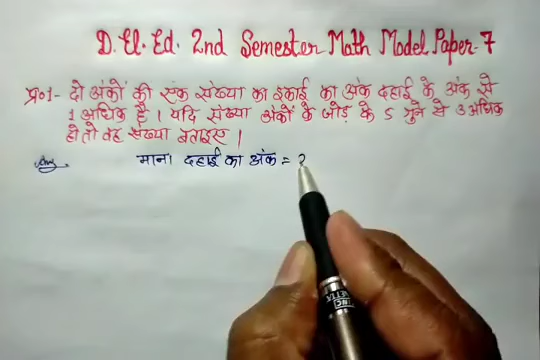 D.El.Ed. 2nd Semester Math Model Paper-7
प्र०1- दो अंकों की एक संख्या का इकाई का अंक दहाई के अंक से
1 अधिक है। यदि संख्या अंकों के जोड़ के 5 गुने से 3 अधिक
हो तो वह संख्या बताइए।
माना दहाई का अंक =